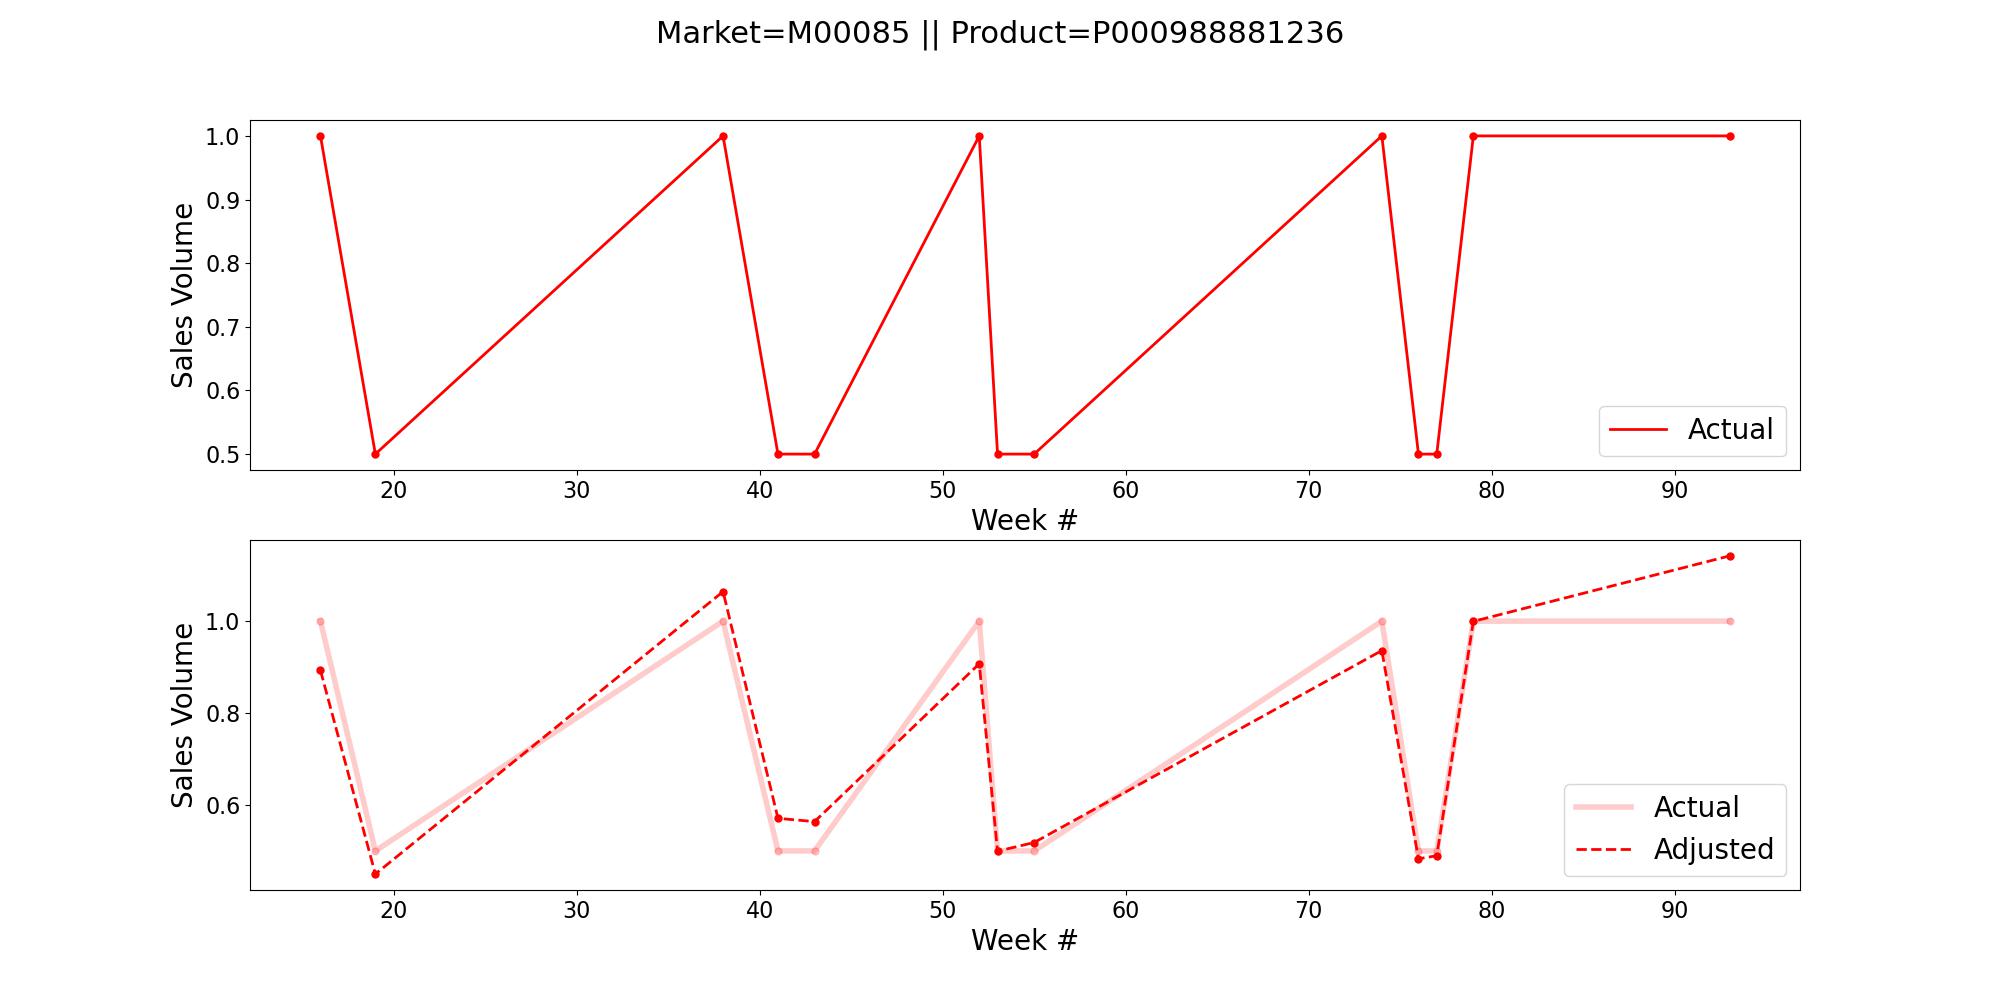 Market=M00085 || Product=P000988881236
1.0
0.9
0.8
0.7
0.6
0.5
Sales Volume
Actual
20 30 40 50 60 70 80 90
Week #
1.0
0.8
0.6
Sales Volume
Actual
Adjusted
20 30 40 50 60 70 80 90
Week #